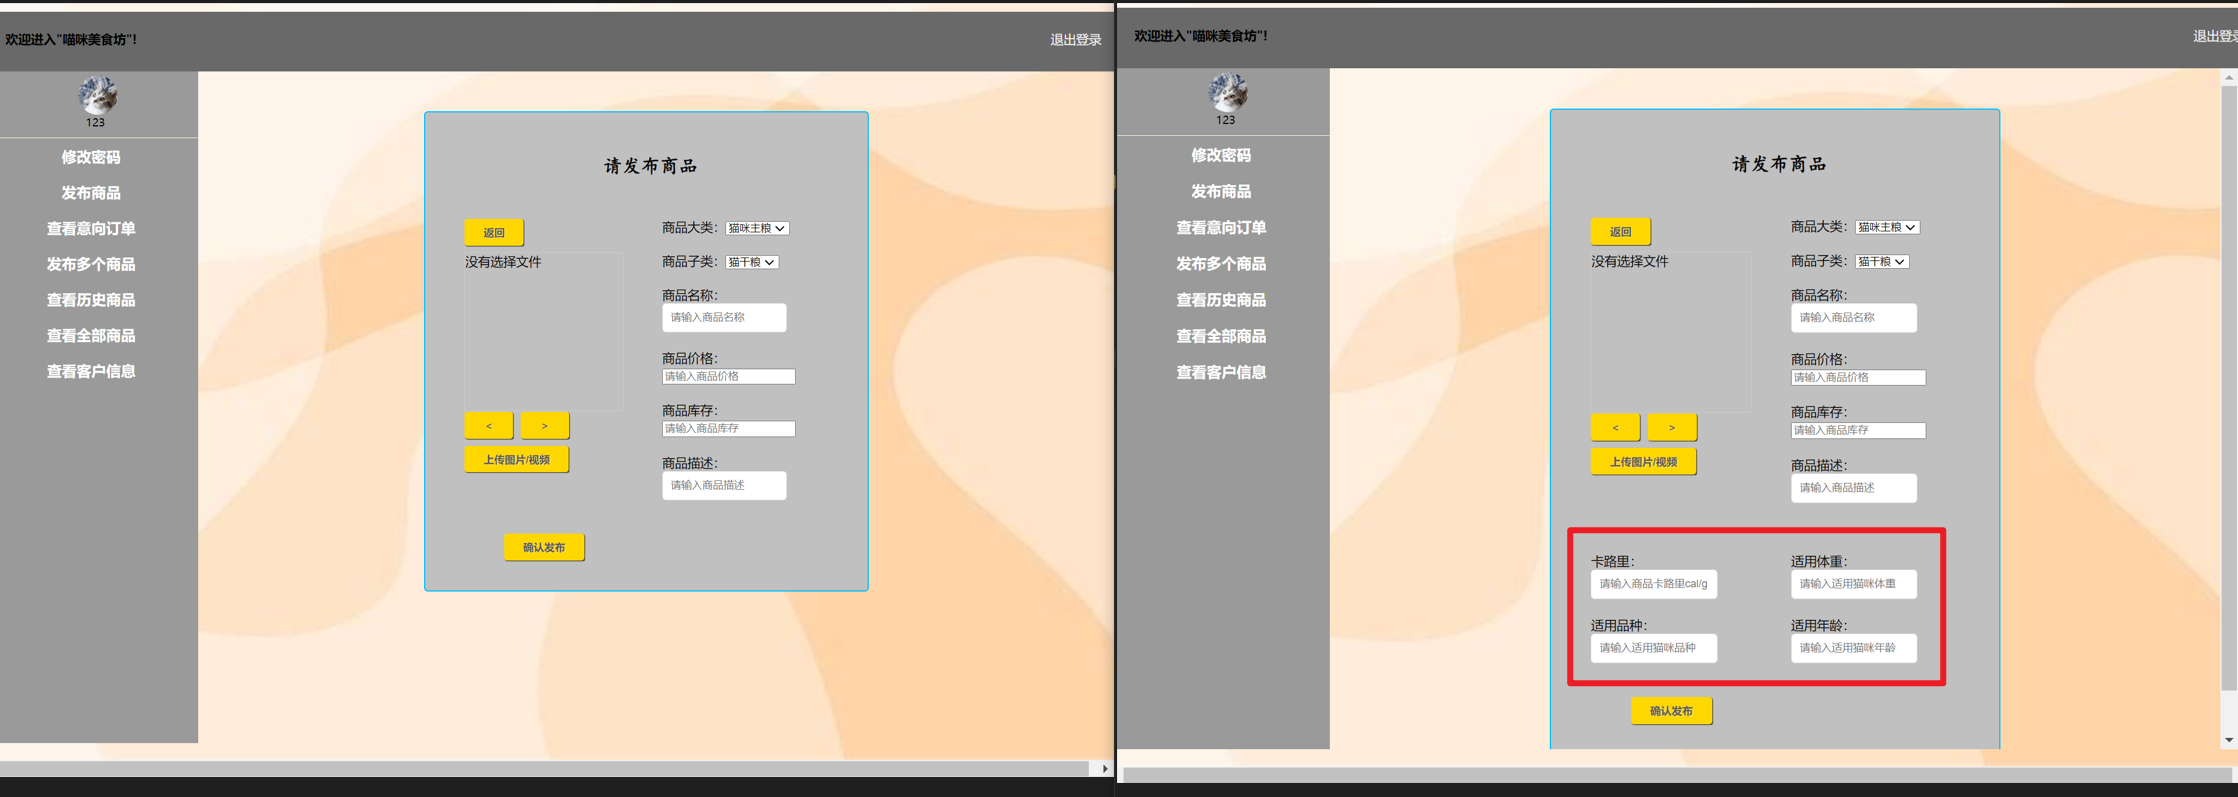 欢迎进入"喵咪美食坊"!
退出登录
123
修改密码
发布商品
查看意向订单
发布多个商品
查看历史商品
查看全部商品
查看客户信息
请发布商品
返回
没有选择文件
<
>
上传图片/视频
商品大类：
猫咪主粮
商品子类：
猫干粮
商品名称：
请输入商品名称
商品价格：
请输入商品价格
商品库存：
请输入商品库存
商品描述：
请输入商品描述
确认发布
欢迎进入"喵咪美食坊"!
退出登录
123
修改密码
发布商品
查看意向订单
发布多个商品
查看历史商品
查看全部商品
查看客户信息
请发布商品
返回
没有选择文件
<
>
上传图片/视频
商品大类：
猫咪主粮
商品子类：
猫干粮
商品名称：
请输入商品名称
商品价格：
请输入商品价格
商品库存：
请输入商品库存
商品描述：
请输入商品描述
卡路里：
请输入商品卡路里cal/g
适用体重：
请输入适用猫咪体重
适用品种：
请输入适用猫咪品种
适用年龄：
请输入适用猫咪年龄
确认发布